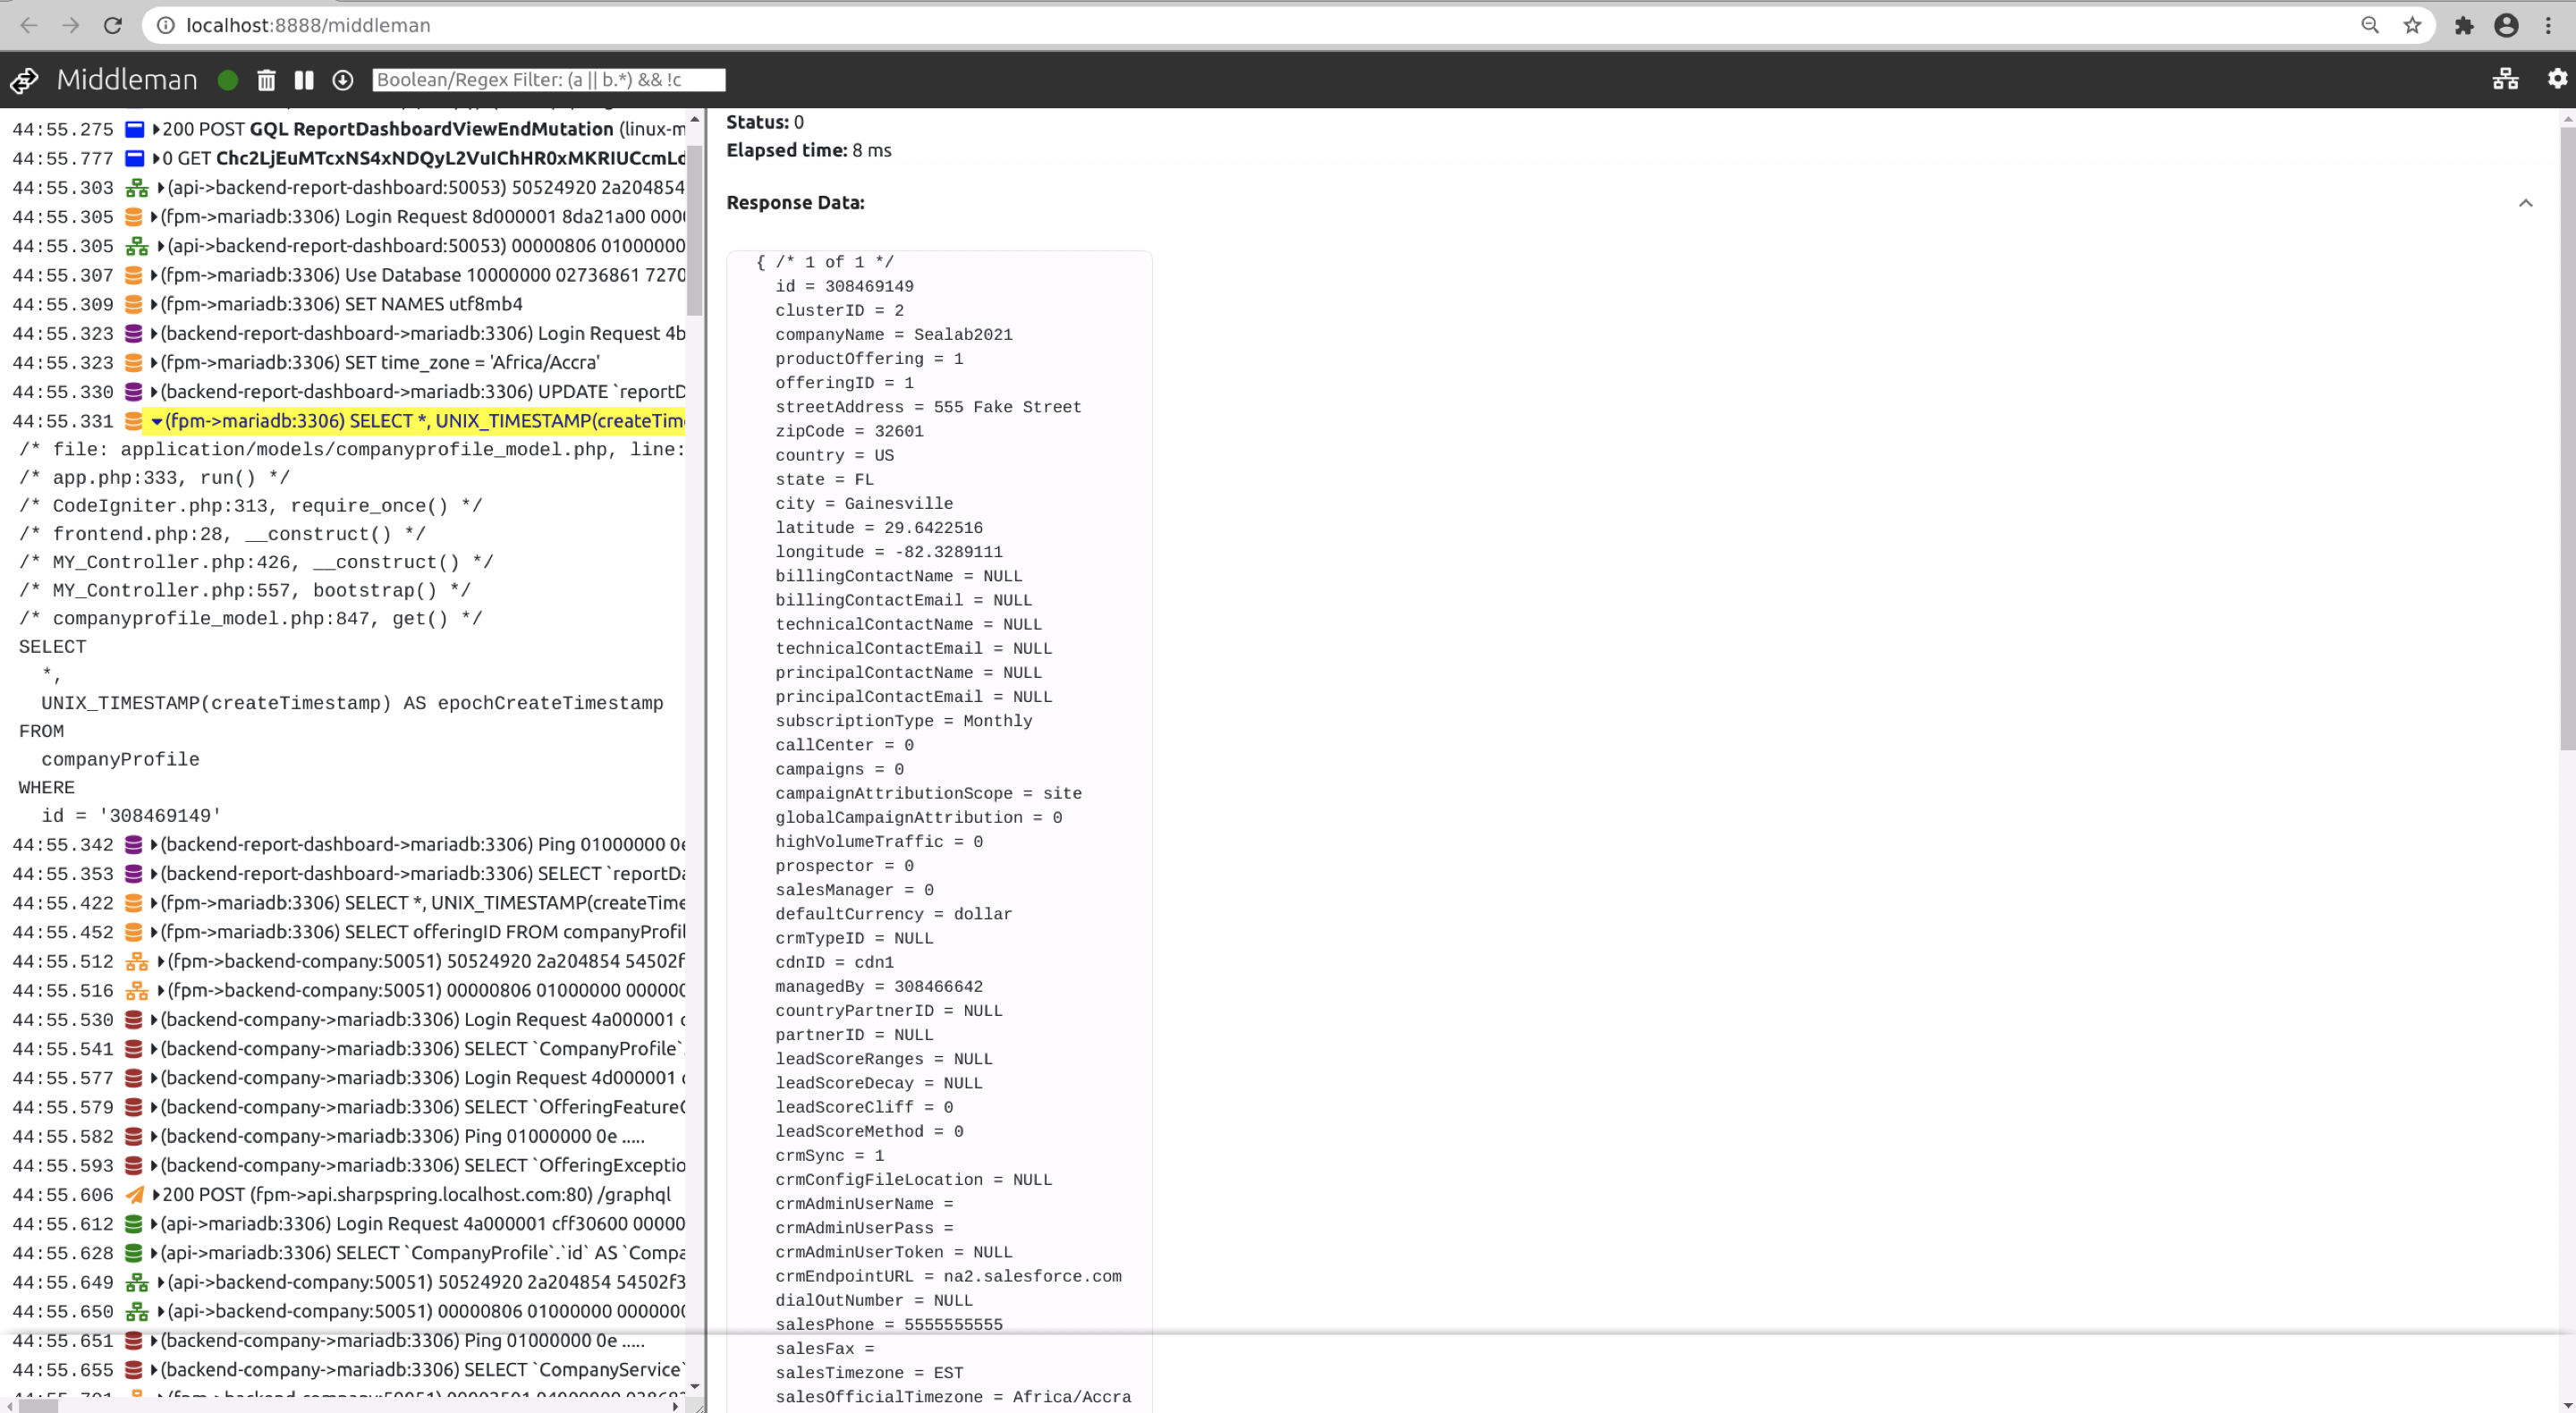 localhost:8888/middleman
Middleman
Boolean/Regex Filter: (a || b.*) && !c
44:55.275 200 POST GQL ReportDashboardViewEndMutation (linux-m
44:55.777 0 GET Chc2LjEuMTcxNS4xNDQyL2VuIChHR0xMKRIUCcmLd
44:55.303 (api->backend-report-dashboard:50053) 50524920 2a204854
44:55.305 (fpm->mariadb:3306) Login Request 8d000001 8da21a00 000
44:55.305 (api->backend-report-dashboard:50053) 00000806 01000000
44:55.307 (fpm->mariadb:3306) Use Database 10000000 02736861 7270
44:55.309 (fpm->mariadb:3306) SET NAMES utf8mb4
44:55.323 (backend-report-dashboard->mariadb:3306) Login Request 4b
44:55.323 (fpm->mariadb:3306) SET time_zone = 'Africa/Accra'
44:55.330 (backend-report-dashboard->mariadb:3306) UPDATE `reportD
44:55.331 (fpm->mariadb:3306) SELECT *, UNIX_TIMESTAMP(createTim
/* file: application/models/companyprofile_model.php, line:
/* app.php:333, run() */
/* CodeIgniter.php:313, require_once() */
/* frontend.php:28, __construct() */
/* MY_Controller.php:426, __construct() */
/* MY_Controller.php:557, bootstrap() */
/* companyprofile_model.php:847, get() */
SELECT
*,
UNIX_TIMESTAMP(createTimestamp) AS epochCreateTimestamp
FROM
companyProfile
WHERE
id = '308469149'
44:55.342 (backend-report-dashboard->mariadb:3306) Ping 01000000 0e
44:55.353 (backend-report-dashboard->mariadb:3306) SELECT `reportDa
44:55.422 (fpm->mariadb:3306) SELECT *, UNIX_TIMESTAMP(createTime
44:55.452 (fpm->mariadb:3306) SELECT offeringID FROM companyProfil
44:55.512 (fpm->backend-company:50051) 50524920 2a204854 54502f
44:55.516 (fpm->backend-company:50051) 00000806 01000000 000000
44:55.530 (backend-company->mariadb:3306) Login Request 4a000001 c
44:55.541 (backend-company->mariadb:3306) SELECT `CompanyProfile`.
44:55.577 (backend-company->mariadb:3306) Login Request 4d000001 c
44:55.579 (backend-company->mariadb:3306) SELECT `OfferingFeatureC
44:55.582 (backend-company->mariadb:3306) Ping 01000000 0e .....
44:55.593 (backend-company->mariadb:3306) SELECT `OfferingExceptio
44:55.606 200 POST (fpm->api.sharpspring.localhost.com:80) /graphql
44:55.612 (api->mariadb:3306) Login Request 4a000001 cff30600 00000
44:55.628 (api->mariadb:3306) SELECT `CompanyProfile`.`id` AS `Compa
44:55.649 (api->backend-company:50051) 50524920 2a204854 54502f3
44:55.650 (api->backend-company:50051) 00000806 01000000 0000000
44:55.651 (backend-company->mariadb:3306) Ping 01000000 0e .....
44:55.655 (backend-company->mariadb:3306) SELECT `CompanyService`
Status: 0
Elapsed time: 8 ms
Response Data:
{ /* 1 of 1 */
id = 308469149
clusterID = 2
companyName = Sealab2021
productOffering = 1
offeringID = 1
streetAddress = 555 Fake Street
zipCode = 32601
country = US
state = FL
city = Gainesville
latitude = 29.6422516
longitude = -82.3289111
billingContactName = NULL
billingContactEmail = NULL
technicalContactName = NULL
technicalContactEmail = NULL
principalContactName = NULL
principalContactEmail = NULL
subscriptionType = Monthly
callCenter = 0
campaigns = 0
campaignAttributionScope = site
globalCampaignAttribution = 0
highVolumeTraffic = 0
prospector = 0
salesManager = 0
defaultCurrency = dollar
crmTypeID = NULL
cdnID = cdn1
managedBy = 308466642
countryPartnerID = NULL
partnerID = NULL
leadScoreRanges = NULL
leadScoreDecay = NULL
leadScoreCliff = 0
leadScoreMethod = 0
crmSync = 1
crmConfigFileLocation = NULL
crmAdminUserName =
crmAdminUserPass =
crmAdminUserToken = NULL
crmEndpointURL = na2.salesforce.com
dialOutNumber = NULL
salesPhone = 5555555555
salesFax =
salesTimezone = EST
salesOfficialTimezone = Africa/Accra